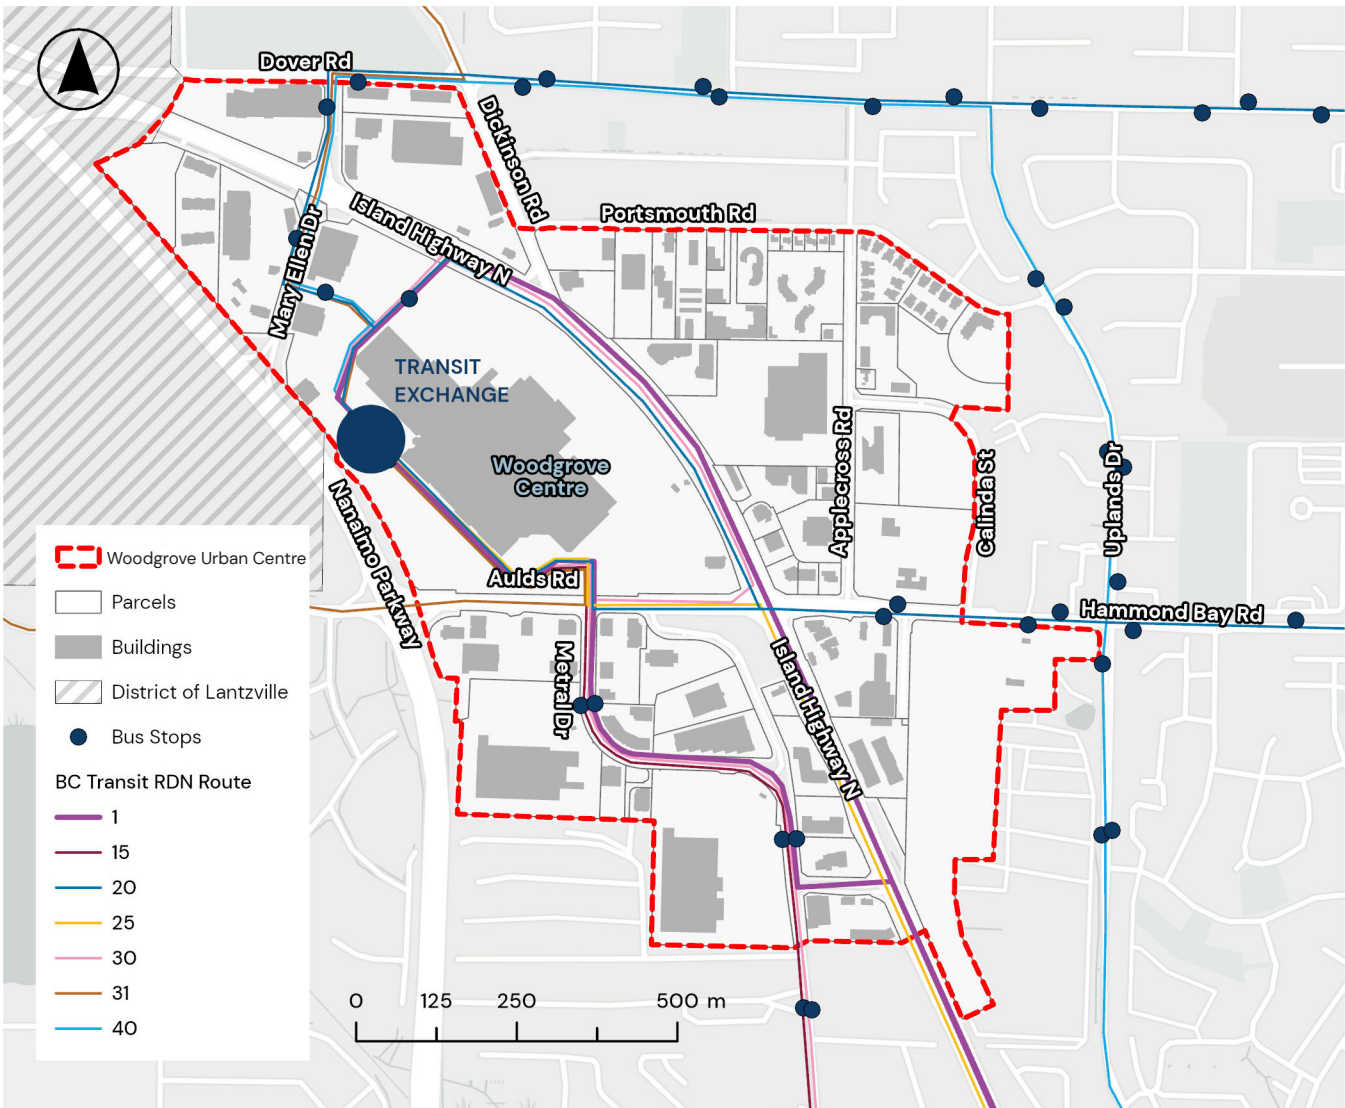 Dover Rd
Dickinson Rd
Portsmouth Rd
Island Highway N
Mary Ellen Dr
TRANSIT
EXCHANGE
Woodgrove
Centre
Applecross Rd
Calinda St
Uplands Dr
Nanaimo Parkway
Aulds Rd
Hammond Bay Rd
Metral Dr
Island Highway N
Woodgrove Urban Centre
Parcels
Buildings
District of Lantzville
Bus Stops
BC Transit RDN Route
1
15
20
25
30
31
40
0 125 250 500 m